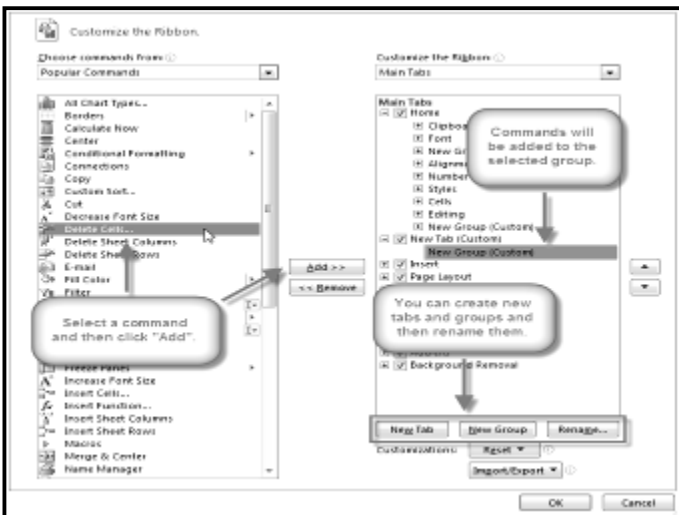 Customize the Ribbon.
Choose commands from:
Popular Commands
All Chart Types...
Borders
Calculate Now
Center
Conditional Formatting
Connections
Copy
Custom Sort...
Cut
Decrease Font Size
Delete Cells...
Delete Sheet Columns
Delete Sheet Rows
E-mail
Fill Color
Filter
Select a command
and then click "Add".
Freeze Panes
Increase Font Size
Insert Cells...
Insert Function...
Insert Sheet Columns
Insert Sheet Rows
Macros
Merge & Center
Name Manager
Add >>
<< Remove
Customize the Ribbon:
Main Tabs
Main Tabs
Home
Clipboa
Font
New Gr
Alignme
Number
Styles
Cells
Editing
New Group (Custom)
New Tab (Custom)
New Group (Custom)
Insert
Page Layout
Commands will
be added to the
selected group.
You can create new
tabs and groups and
then rename them.
Background Removal
New Tab
New Group
Rename...
Customizations:
Reset
Import/Export
OK
Cancel